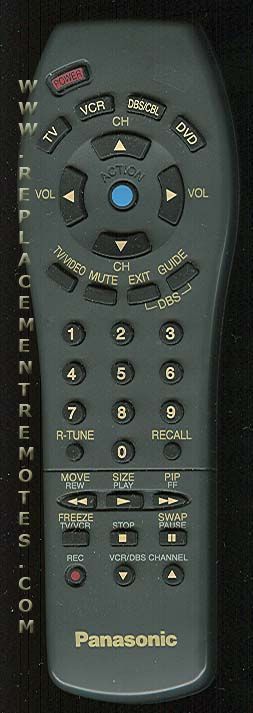 WWW.REPLACEMENTREMOTES.COM
POWER
TV VCR DBS/CBL DVD
CH
ACTION
VOL VOL
CH
TV/VIDEO MUTE EXIT GUIDE
DBS
1 2 3
4 5 6
7 8 9
R-TUNE 0 RECALL
MOVE SIZE PIP
REW PLAY FF
FREEZE SWAP
TV/VCR STOP PAUSE
REC VCR/DBS CHANNEL
Panasonic